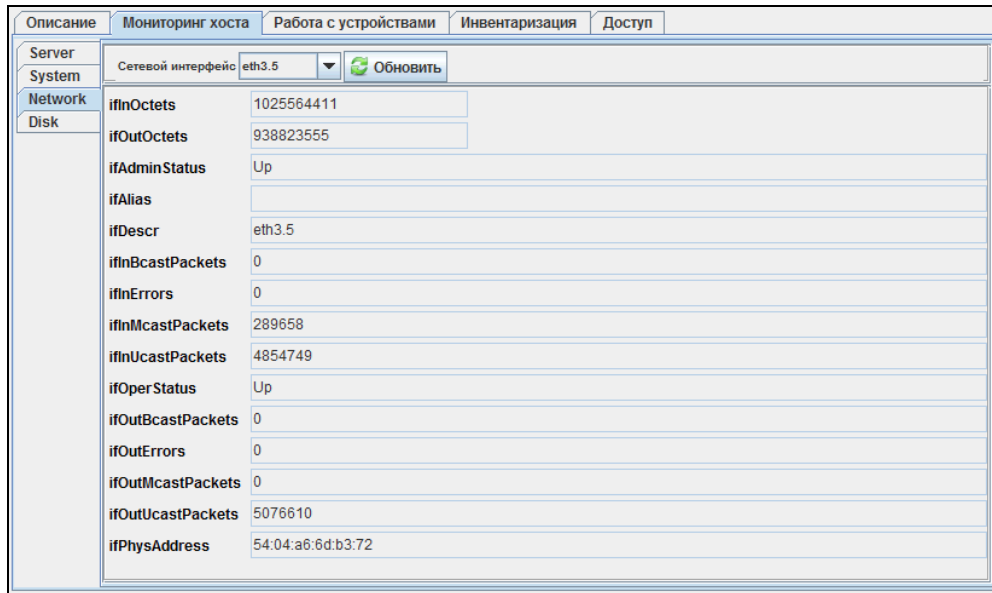 Описание Мониторинг хоста Работа с устройствами Инвентаризация Доступ
Server
System
Network
Disk
Сетевой интерфейс eth3.5 Обновить
ifInOctets 1025564411
ifOutOctets 938823555
ifAdminStatus Up
ifAlias
ifDescr eth3.5
ifInBcastPackets 0
ifInErrors 0
ifInMcastPackets 289658
ifInUcastPackets 4854749
ifOperStatus Up
ifOutBcastPackets 0
ifOutErrors 0
ifOutMcastPackets 0
ifOutUcastPackets 5076610
ifPhysAddress 54:04:a6:6d:b3:72